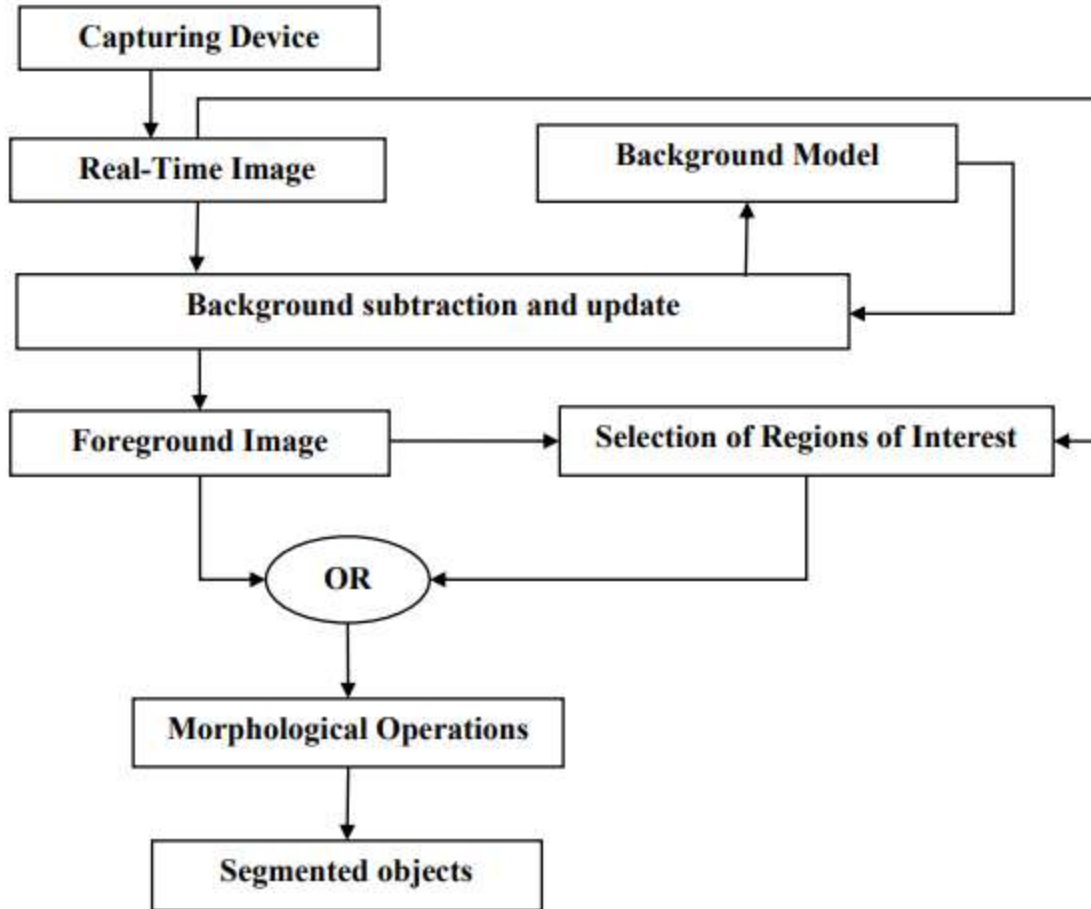 Capturing Device
Real-Time Image
Background Model
Background subtraction and update
Foreground Image
Selection of Regions of Interest
OR
Morphological Operations
Segmented objects